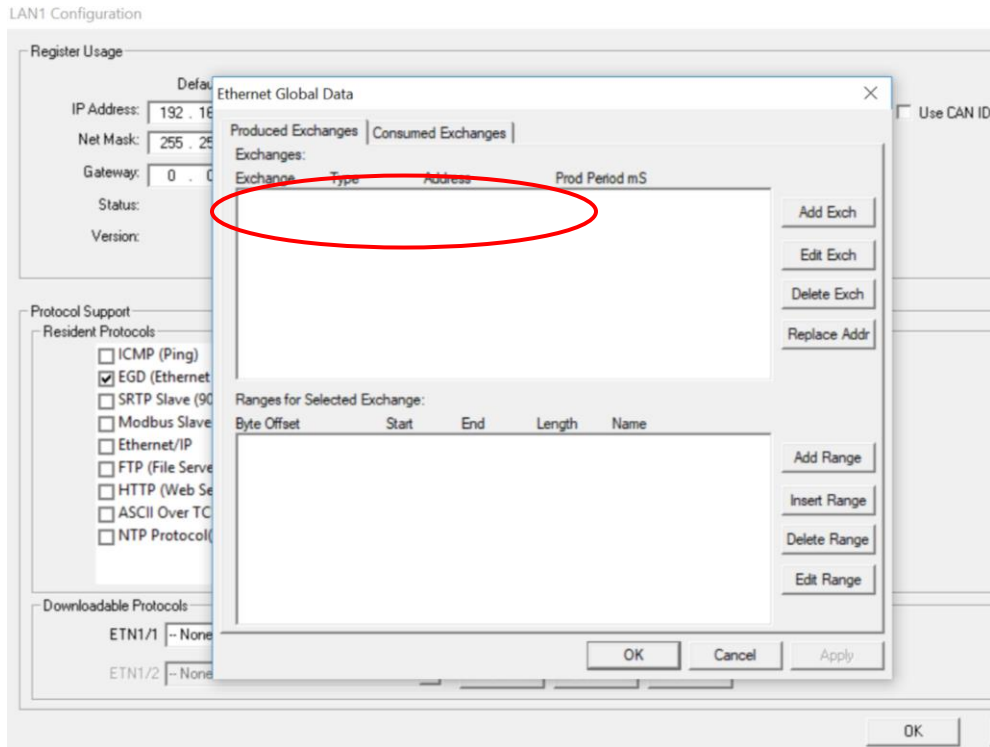 LAN1 Configuration
Register Usage
Defau
IP Address: 192 . 16
Use CAN ID
Net Mask: 255 . 25
Gateway: 0 . 0
Status:
Version:
Protocol Support
Resident Protocols
ICMP (Ping)
EGD (Ethernet
SRTP Slave (90
Modbus Slave
Ethernet/IP
FTP (File Serve
HTTP (Web Se
ASCII Over TC
NTP Protocol(
Downloadable Protocols
ETN1/1 -- None
ETN1/2 -- None
OK
Ethernet Global Data
Produced Exchanges Consumed Exchanges
Exchanges:
Exchange Type Address Prod Period mS
Add Exch
Edit Exch
Delete Exch
Replace Addr
Ranges for Selected Exchange:
Byte Offset Start End Length Name
Add Range
Insert Range
Delete Range
Edit Range
OK Cancel Apply